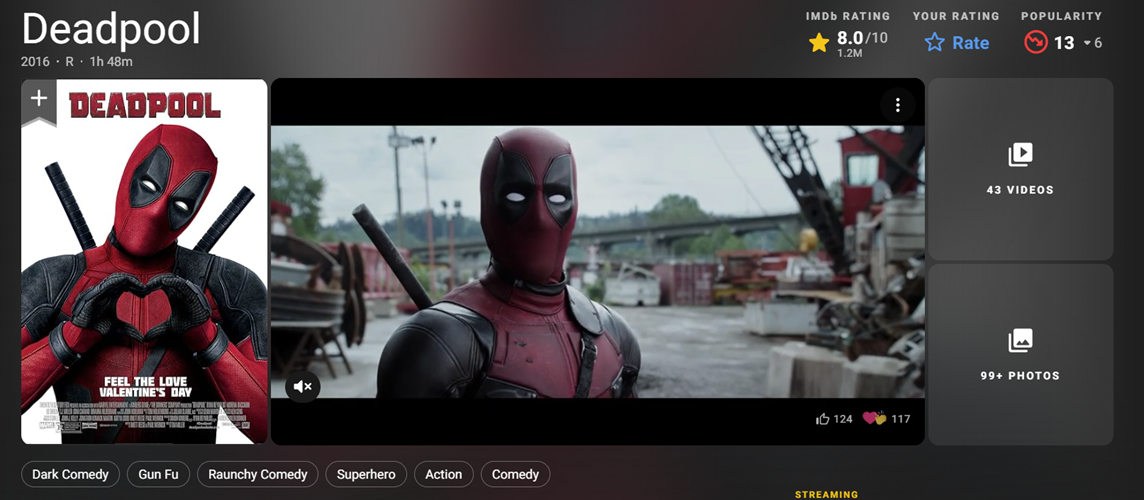 Deadpool
2016 · R · 1h 48m
IMDb RATING
8.0/10
1.2M
YOUR RATING
Rate
POPULARITY
13
6
DEADPOOL
FEEL THE LOVE
VALENTINE'S DAY
43 VIDEOS
99+ PHOTOS
124
117
Dark Comedy
Gun Fu
Raunchy Comedy
Superhero
Action
Comedy
STREAMING